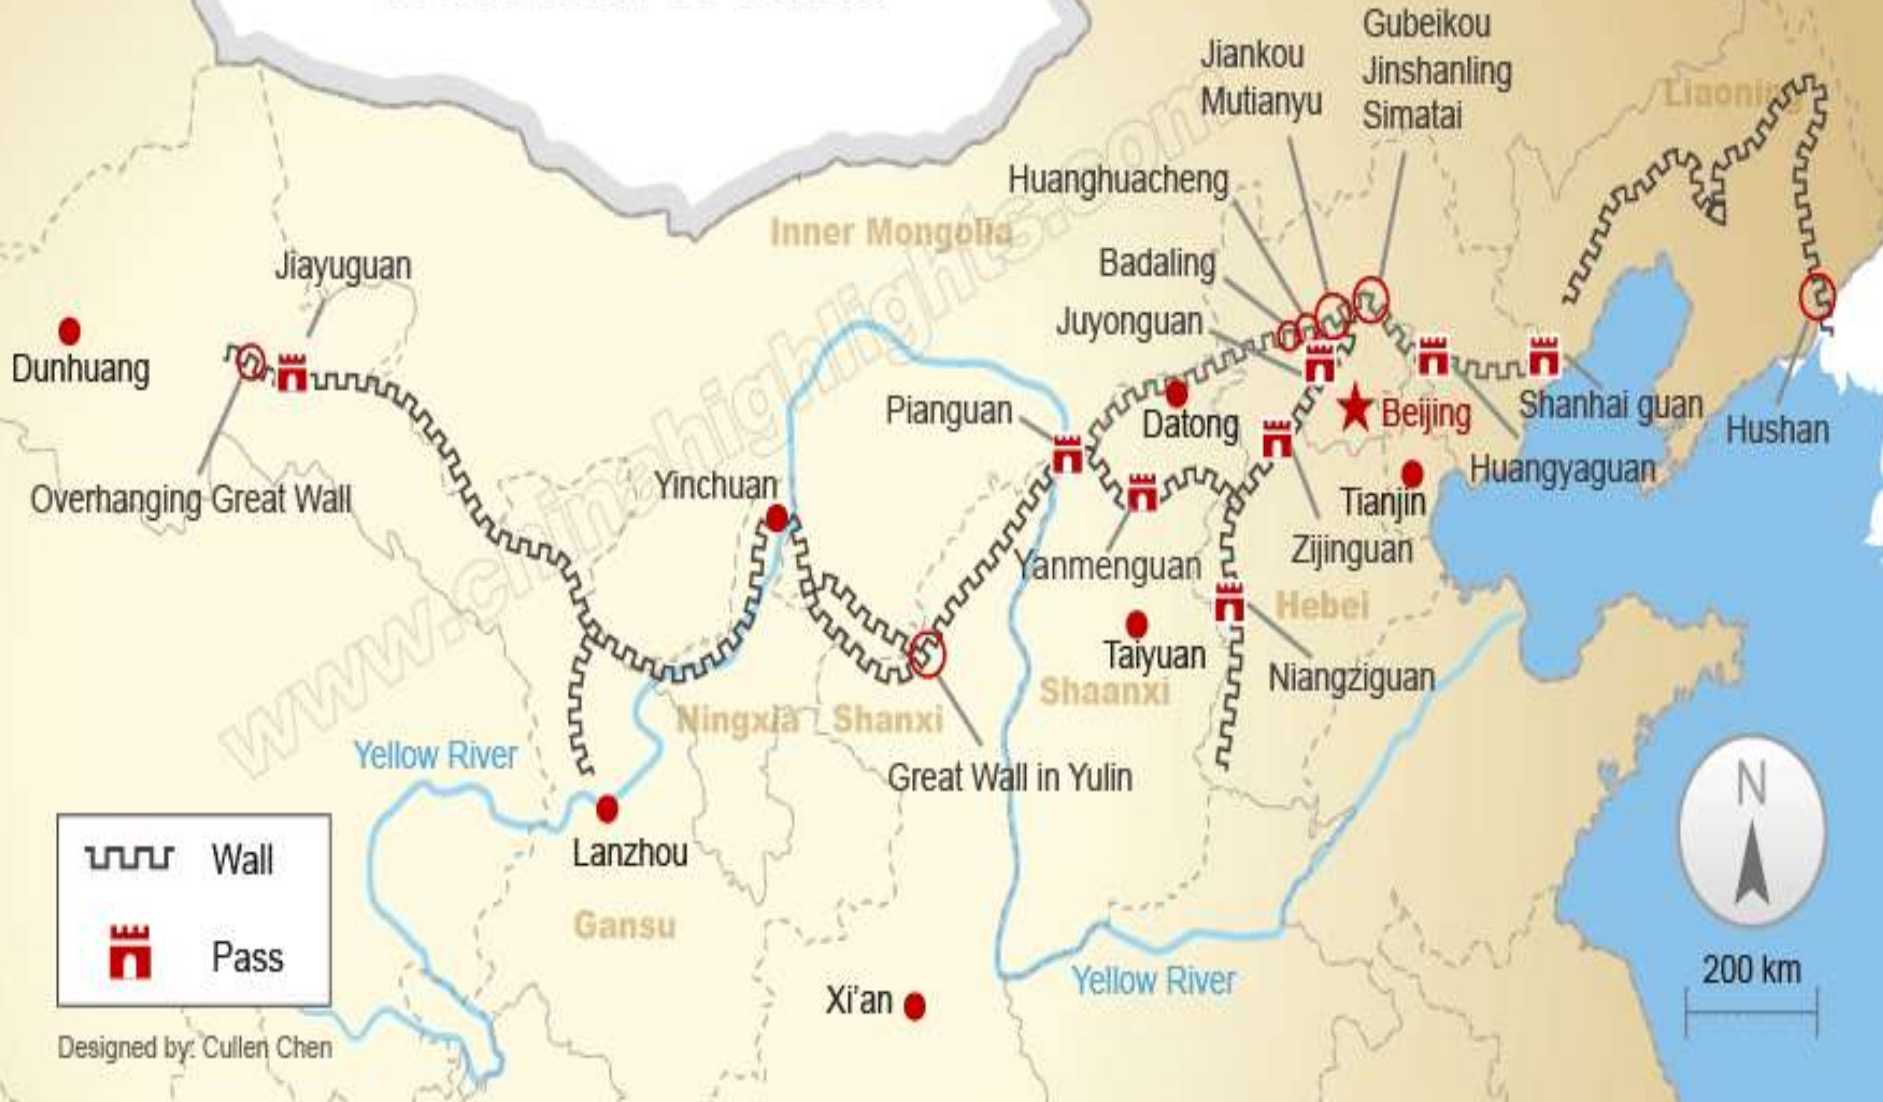 Gubeikou
Jinshanling
Simatai
Jiankou
Mutianyu
Liaoning
Huanghuacheng
Inner Mongolia
Badaling
Jiayuguan
Juyonguan
Dunhuang
Pianguan
Datong
Beijing
Shanhai guan
Hushan
Huangyaguan
Overhanging Great Wall
Yinchuan
Tianjin
Zijinguan
Yanmenguan
Hebei
Taiyuan
Niangziguan
Shaanxi
Ningxia
Shanxi
Yellow River
Great Wall in Yulin
Wall
Pass
Lanzhou
Gansu
Xi'an
Yellow River
N
200 km
Designed by: Cullen Chen
www.chinahighlights.com